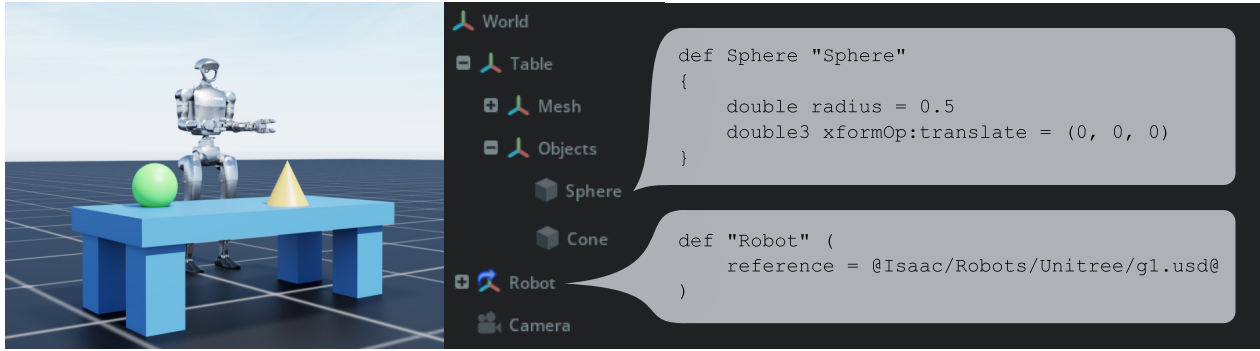 World
Table
Mesh
Objects
Sphere
Cone
Robot
Camera
def Sphere "Sphere"
{
    double radius = 0.5
    double3 xformOp:translate = (0, 0, 0)
}
def "Robot" (
    reference = @Isaac/Robots/Unitree/g1.usd@
)